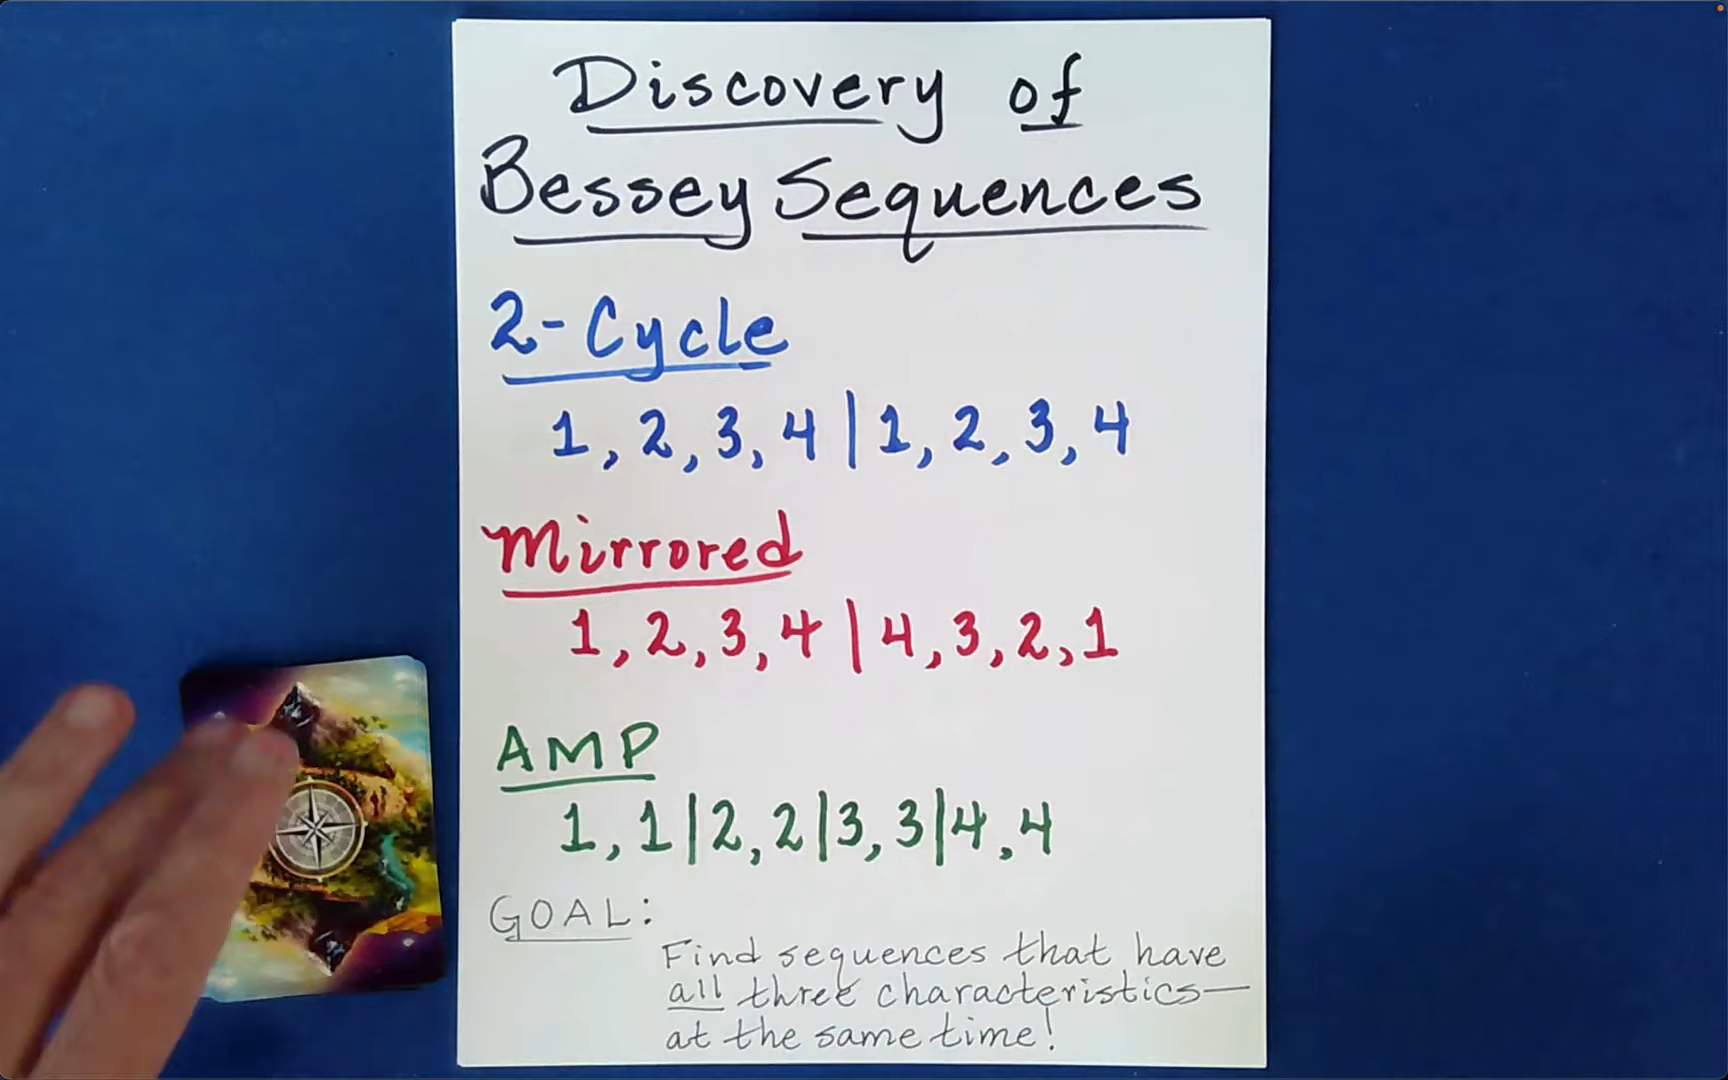 Discovery of
Bessey Sequences
2-Cycle
1, 2, 3, 4 | 1, 2, 3, 4
Mirrored
1, 2, 3, 4 | 4, 3, 2, 1
AMP
1, 1 | 2, 2 | 3, 3 | 4, 4
GOAL:
Find sequences that have
all three characteristics—
at the same time!